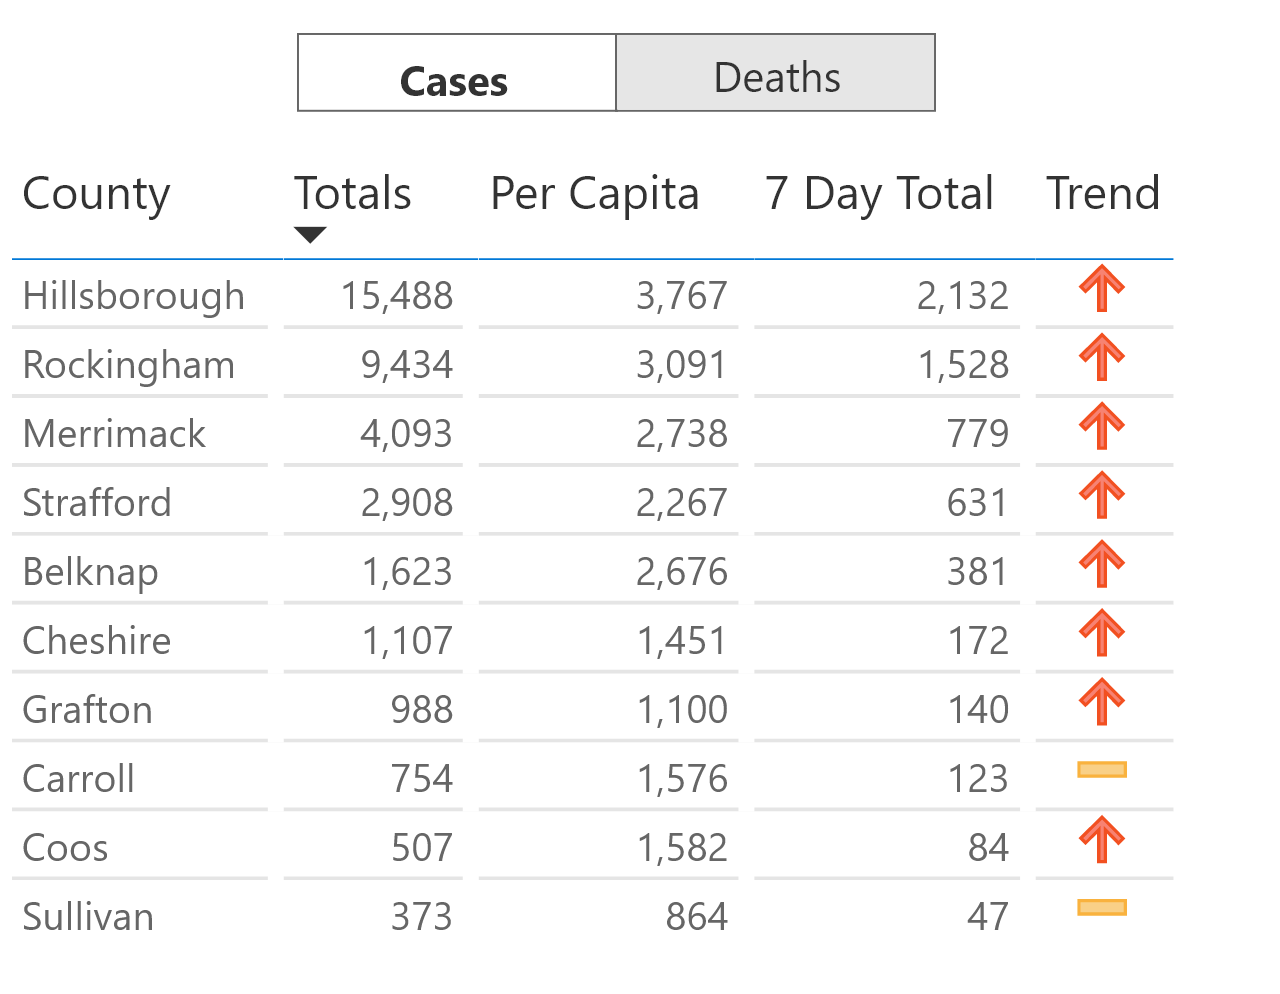 Cases Deaths
County Totals Per Capita 7 Day Total Trend
Hillsborough 15,488 3,767 2,132
Rockingham 9,434 3,091 1,528
Merrimack 4,093 2,738 779
Strafford 2,908 2,267 631
Belknap 1,623 2,676 381
Cheshire 1,107 1,451 172
Grafton 988 1,100 140
Carroll 754 1,576 123
Coos 507 1,582 84
Sullivan 373 864 47